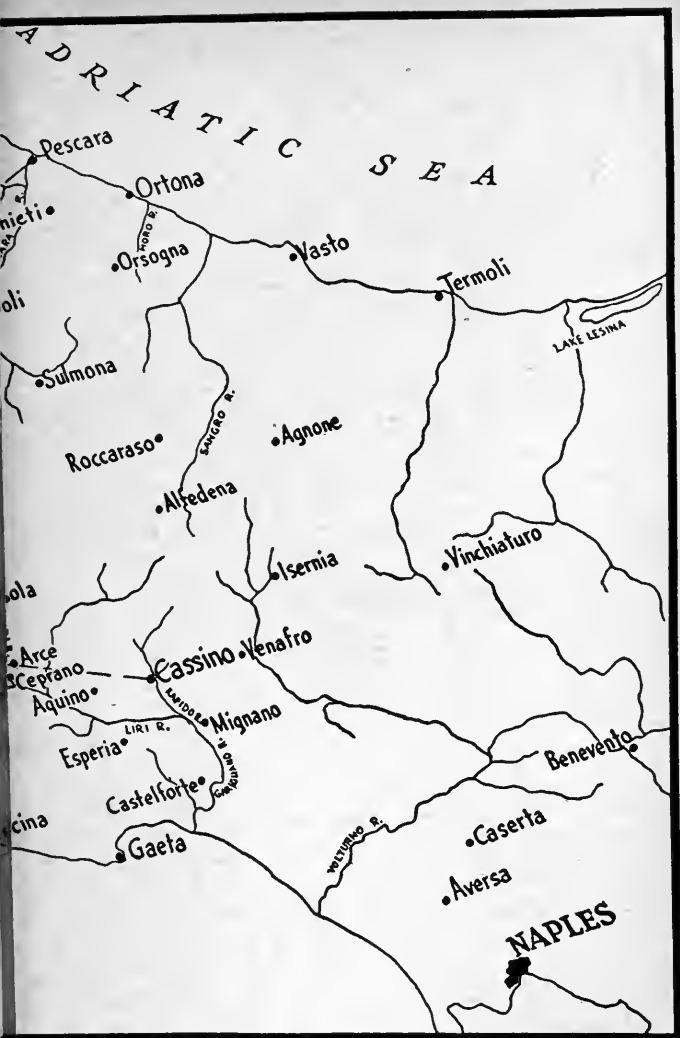 ADRIATIC SEA
Pescara
Ortona
MORO R.
Orsogna
Vasto
Termoli
LAKE LESINA
Sulmona
SANGRO R.
Agnone
Roccaraso
Alfedena
Isernia
Vinchiaturo
Arce
Ceprano
Cassino
Venafro
Aquino
RAPIDO R.
Mignano
LIRI R.
Esperia
GARIGLIANO R.
Castelforte
Benevento
Gaeta
VOLTURNO R.
Caserta
Aversa
NAPLES